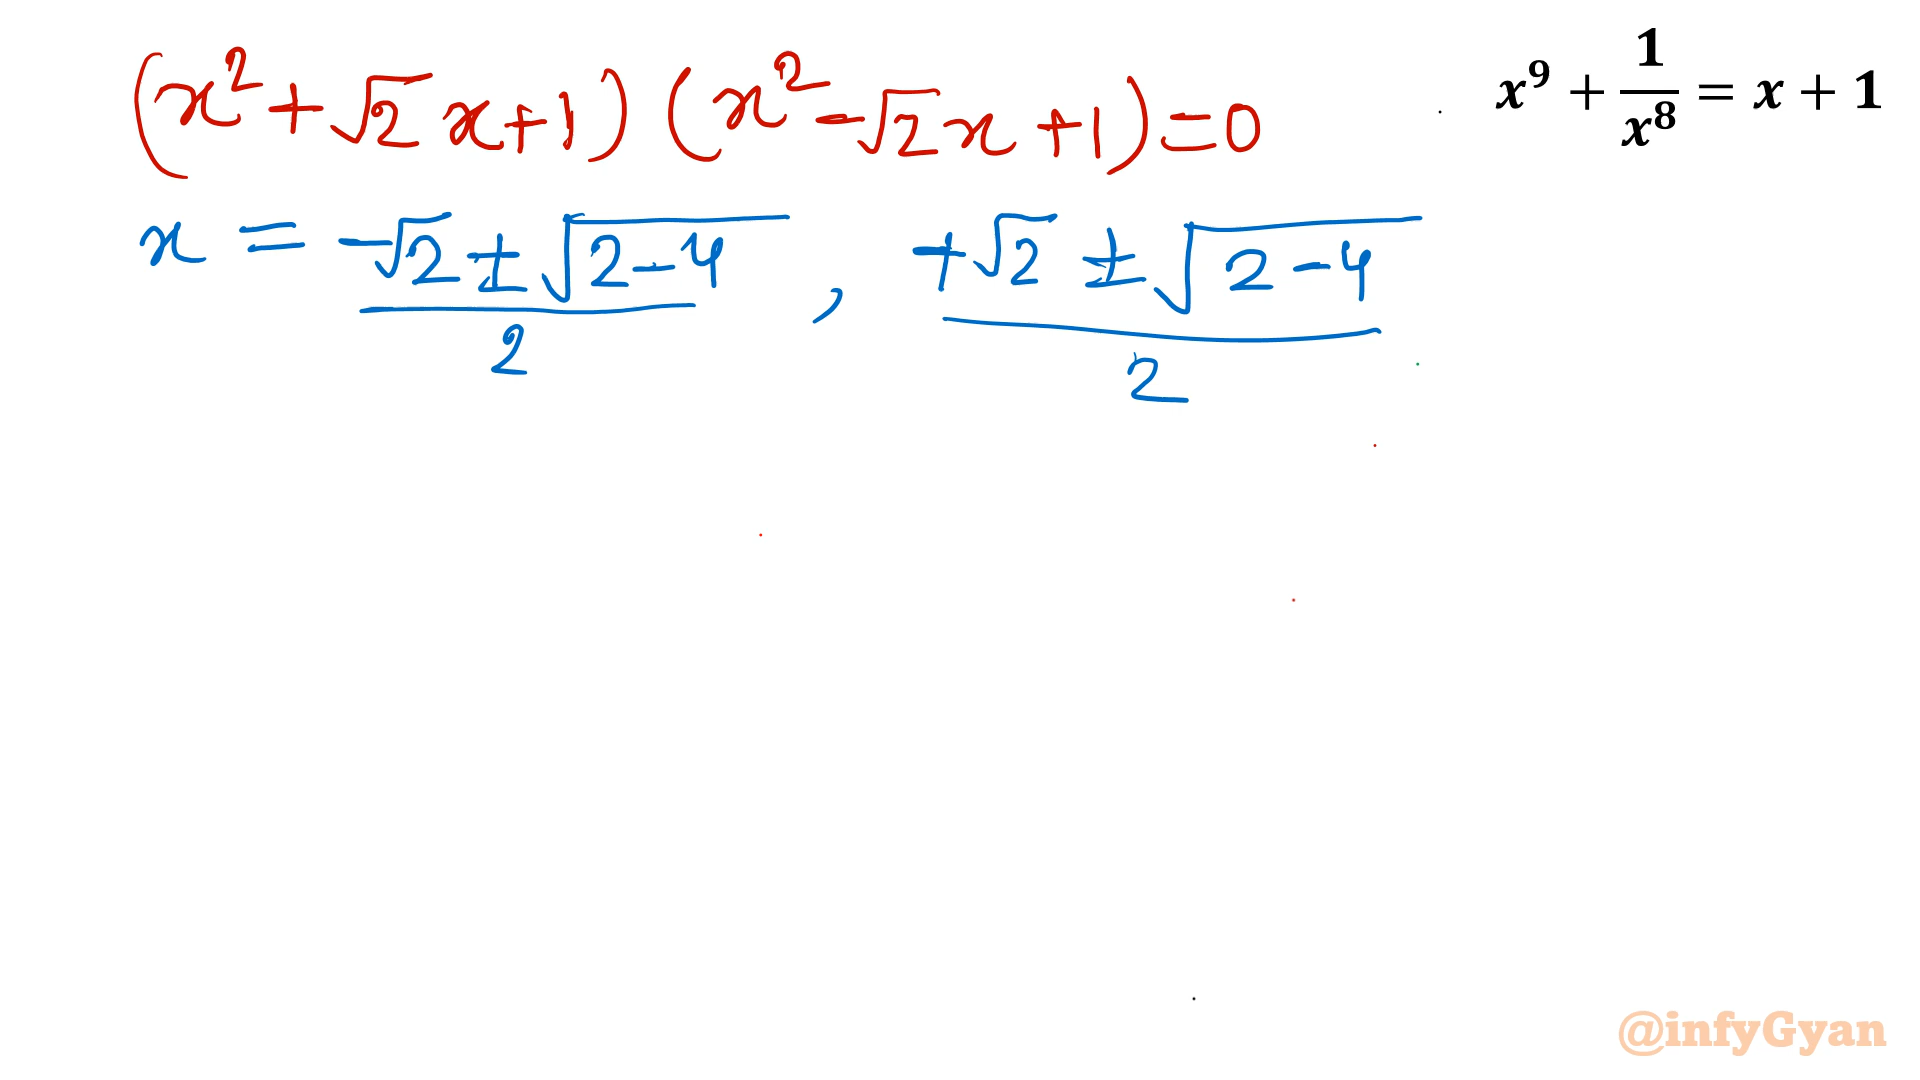 (x² + √2 x + 1) (x² - √2 x + 1) = 0
x⁹ + 1/x⁸ = x + 1
x = (-√2 ± √(2-4))/2 , (+√2 ± √(2-4))/2
@infyGyan